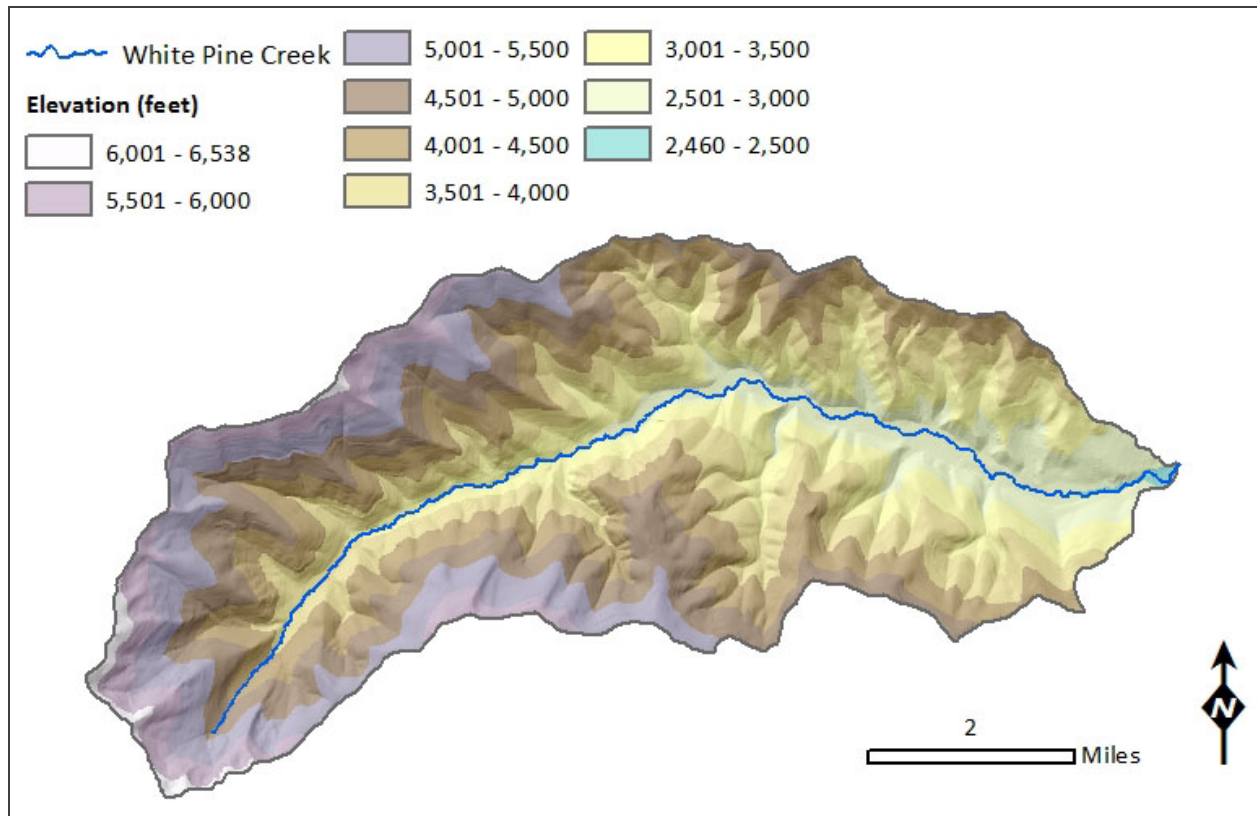 White Pine Creek
Elevation (feet)
6,001 - 6,538
5,501 - 6,000
5,001 - 5,500
4,501 - 5,000
4,001 - 4,500
3,501 - 4,000
3,001 - 3,500
2,501 - 3,000
2,460 - 2,500
N
2
Miles